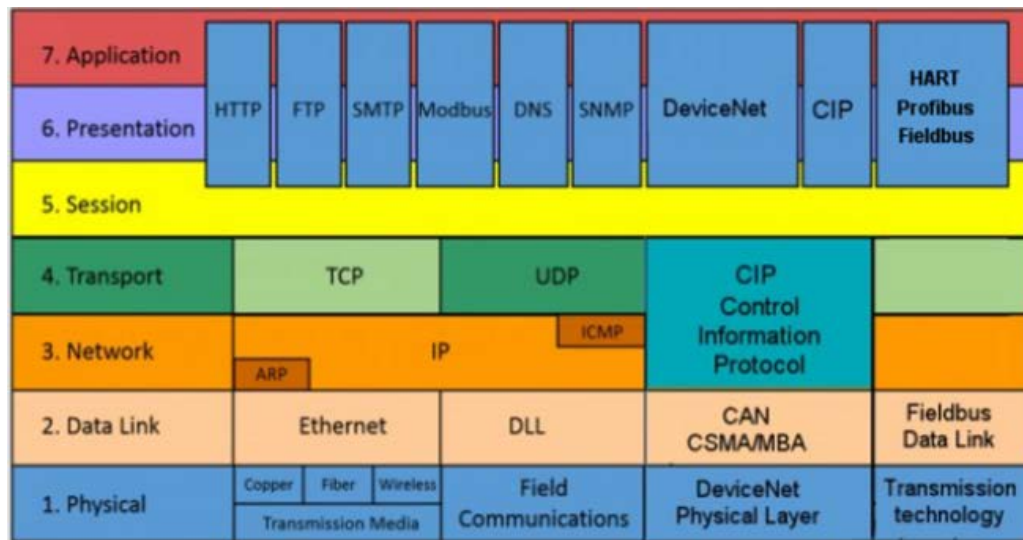 7. Application
HTTP FTP SMTP Modbus DNS SNMP DeviceNet CIP
HART
Profibus
Fieldbus
6. Presentation
5. Session
4. Transport
TCP
UDP
CIP
Control
Information
Protocol
3. Network
IP
ICMP
ARP
2. Data Link
Ethernet
DLL
CAN
CSMA/MBA
Fieldbus
Data Link
1. Physical
Copper Fiber Wireless
Transmission Media
Field
Communications
DeviceNet
Physical Layer
Transmission
technology